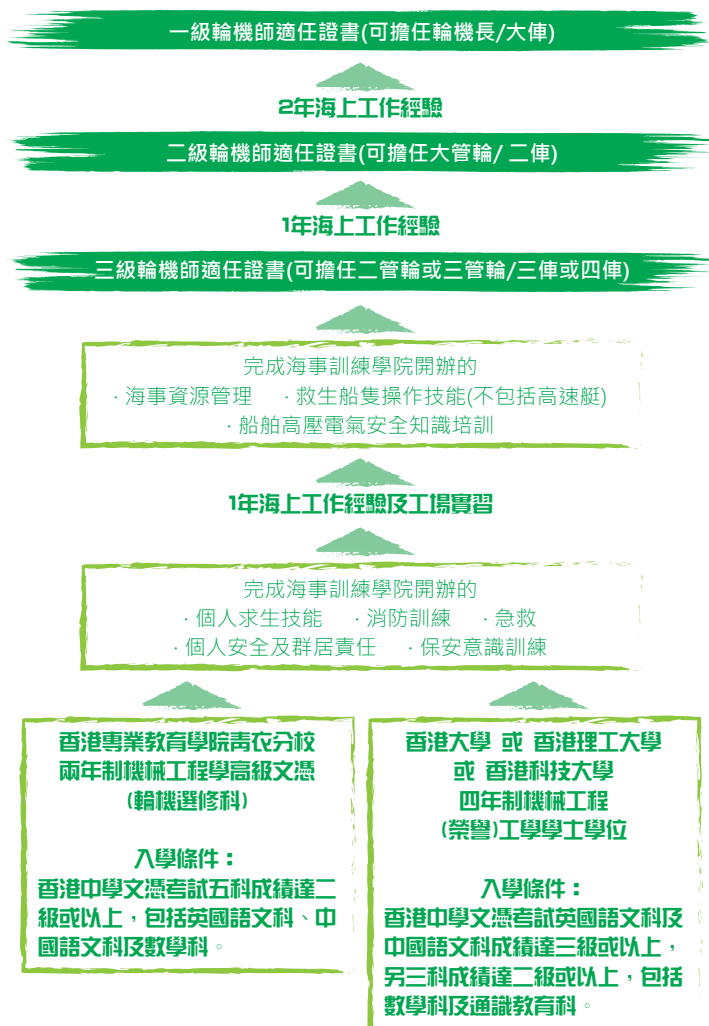 一級輪機師適任證書(可擔任輪機長/大俥)
2年海上工作經驗
二級輪機師適任證書(可擔任大管輪/ 二俥)
1年海上工作經驗
三級輪機師適任證書(可擔任二管輪或三管輪/三俥或四俥)
完成海事訓練學院開辦的
· 海事資源管理 · 救生船隻操作技能(不包括高速艇)
· 船舶高壓電氣安全知識培訓
1年海上工作經驗及工場實習
完成海事訓練學院開辦的
· 個人求生技能 · 消防訓練 · 急救
· 個人安全及群居責任 · 保安意識訓練
香港專業教育學院青衣分校
兩年制機械工程學高級文憑
(輪機選修科)
入學條件：
香港中學文憑考試五科成績達二
級或以上，包括英國語文科、中
國語文科及數學科。
香港大學 或 香港理工大學
或 香港科技大學
四年制機械工程
(榮譽)工學學士學位
入學條件：
香港中學文憑考試英國語文科及
中國語文科成績達三級或以上，
另三科成績達二級或以上，包括
數學科及通識教育科。